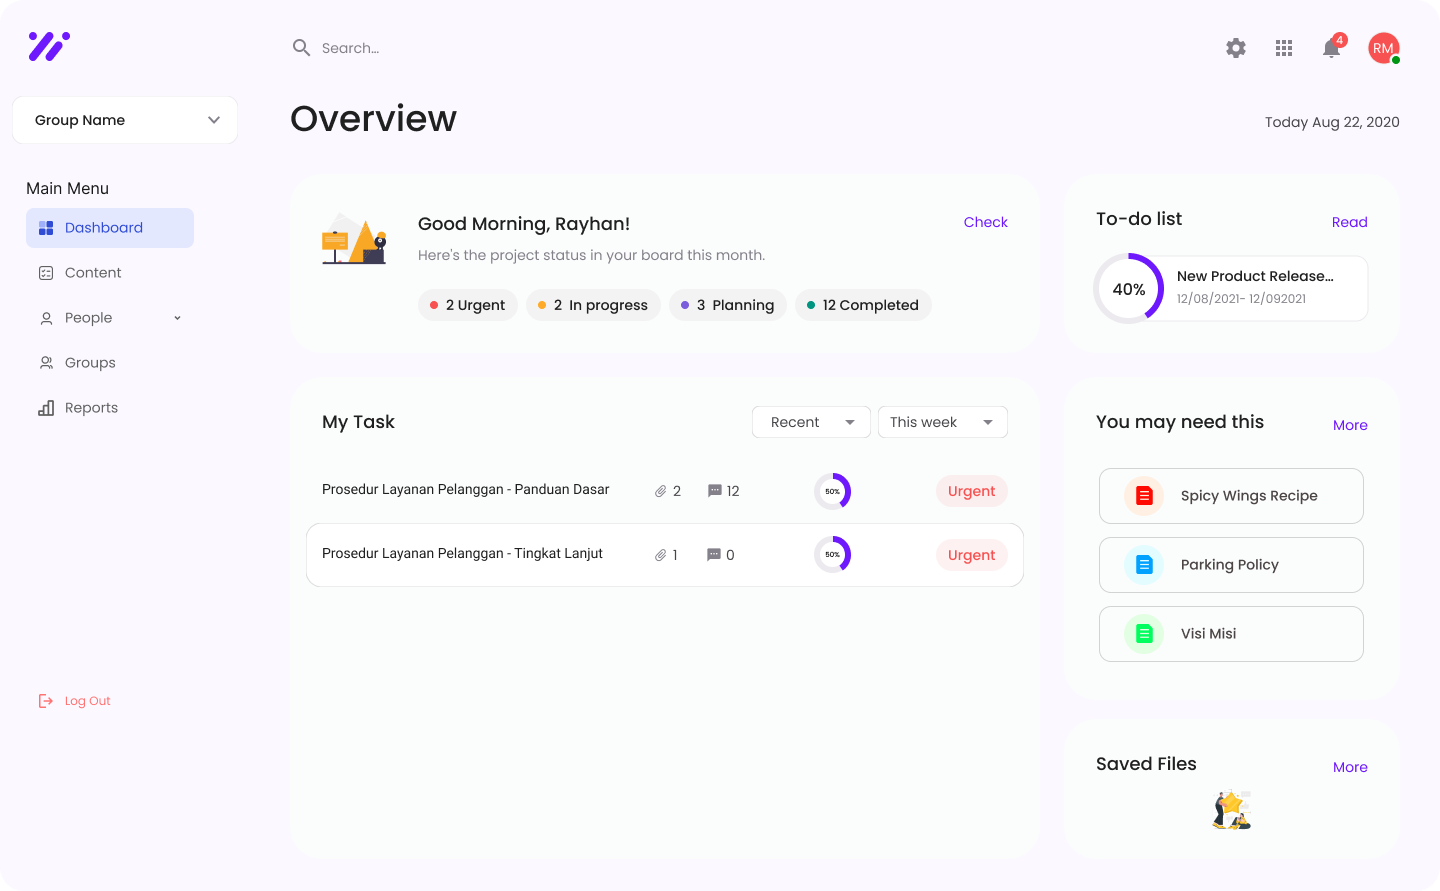 Search...
4
RM
Group Name
Overview
Today Aug 22, 2020
Main Menu
Dashboard
Content
People
Groups
Reports
Log Out
Good Morning, Rayhan!
Check
Here's the project status in your board this month.
2 Urgent
2 In progress
3 Planning
12 Completed
To-do list
Read
40%
New Product Release...
12/08/2021- 12/092021
My Task
Recent
This week
Prosedur Layanan Pelanggan - Panduan Dasar
2
12
50%
Urgent
Prosedur Layanan Pelanggan - Tingkat Lanjut
1
0
50%
Urgent
You may need this
More
Spicy Wings Recipe
Parking Policy
Visi Misi
Saved Files
More